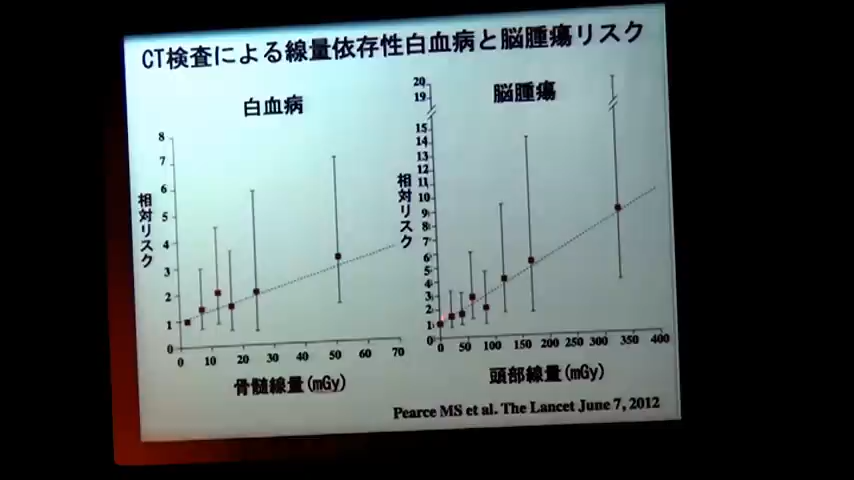 CT検査による線量依存性白血病と脳腫瘍リスク
白血病
8
7
6
5
4
3
2
1
0
相対リスク
0 10 20 30 40 50 60 70
骨髄線量(mGy)
脳腫瘍
20
19
15
14
13
12
11
10
9
8
7
6
5
4
3
2
1
0
相対リスク
0 50 100 150 200 250 300 350 400
頭部線量(mGy)
Pearce MS et al. The Lancet June 7, 2012